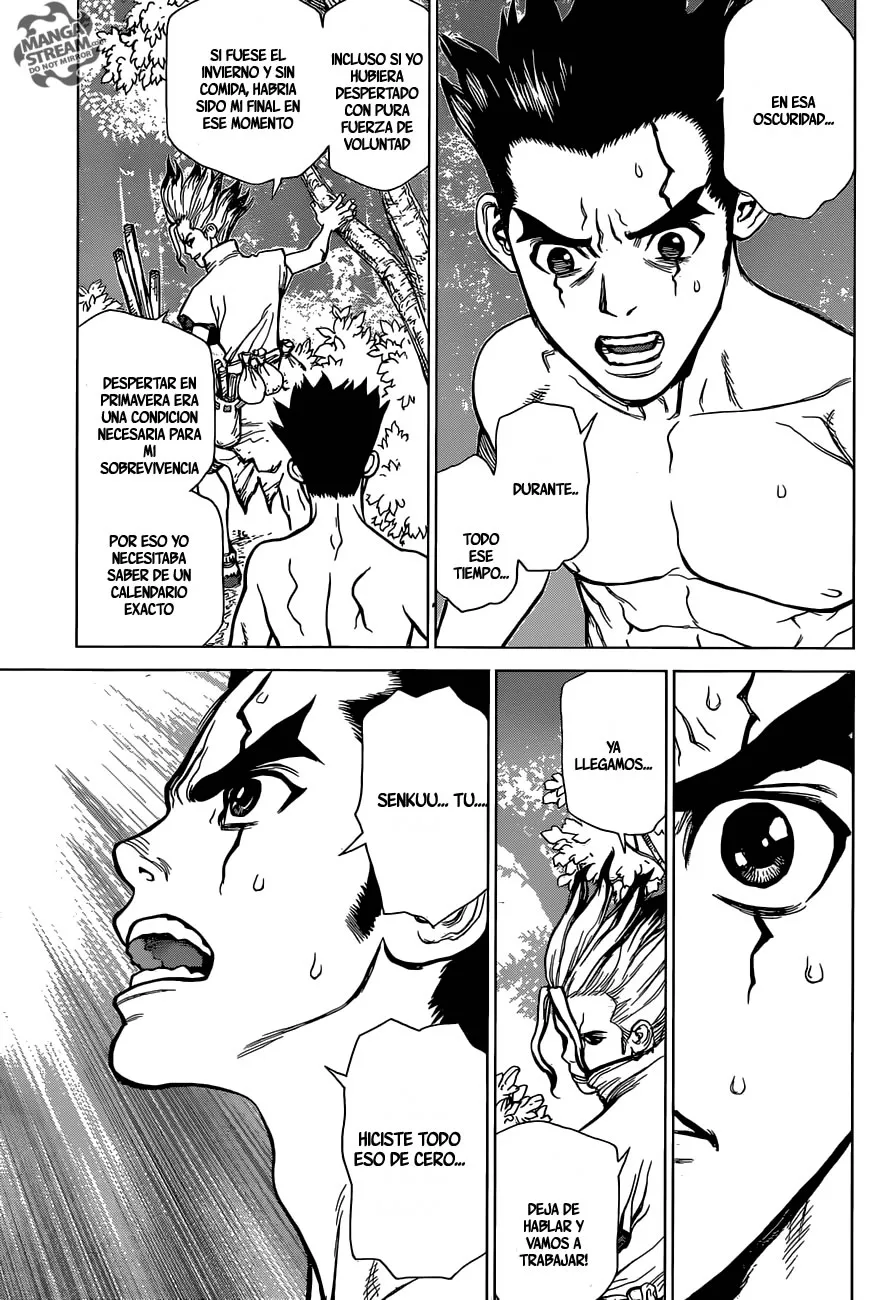 MANGA
STREAM.com
DO NOT MIRROR
EN ESA
OSCURIDAD...
DURANTE..
TODO
ESE
TIEMPO...
INCLUSO SI YO
HUBIERA
DESPERTADO
CON PURA
FUERZA DE
VOLUNTAD
SI FUESE EL
INVIERNO Y SIN
COMIDA, HABRIA
SIDO MI FINAL EN
ESE MOMENTO
DESPERTAR EN
PRIMAVERA ERA
UNA CONDICION
NECESARIA PARA
MI
SOBREVIVENCIA
POR ESO YO
NECESITABA
SABER DE UN
CALENDARIO
EXACTO
YA
LLEGAMOS...
DEJA DE
HABLAR Y
VAMOS A
TRABAJAR!
SENKUU... TU....
HICISTE TODO
ESO DE CERO...